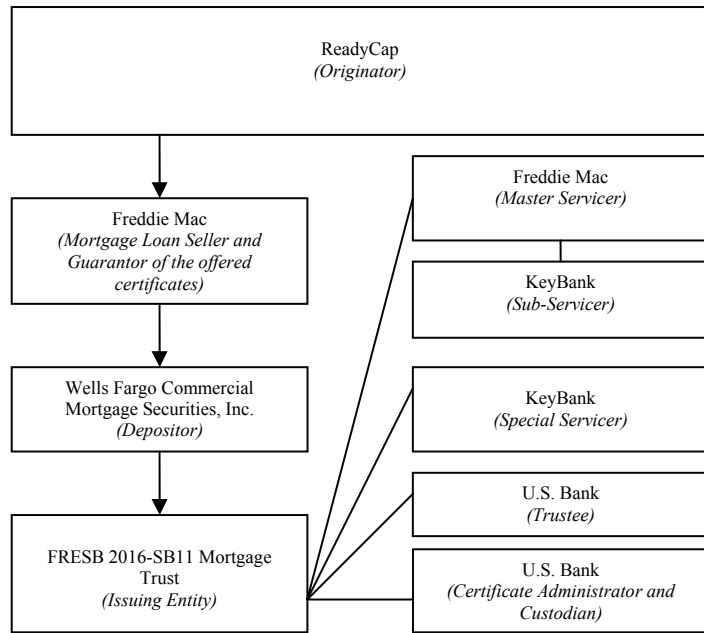 ReadyCap
(Originator)
Freddie Mac
(Mortgage Loan Seller and
Guarantor of the offered
certificates)
Wells Fargo Commercial
Mortgage Securities, Inc.
(Depositor)
FRESB 2016-SB11 Mortgage
Trust
(Issuing Entity)
Freddie Mac
(Master Servicer)
KeyBank
(Sub-Servicer)
KeyBank
(Special Servicer)
U.S. Bank
(Trustee)
U.S. Bank
(Certificate Administrator and
Custodian)